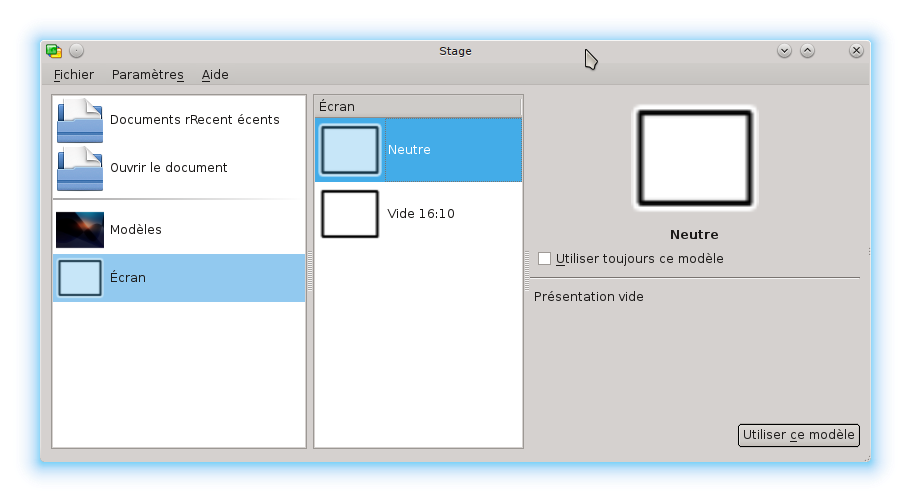 Stage
Fichier Paramètres Aide
Documents rRecent écents
Ouvrir le document
Modèles
Écran
Écran
Neutre
Vide 16:10
Neutre
Utiliser toujours ce modèle
Présentation vide
Utiliser ce modèle